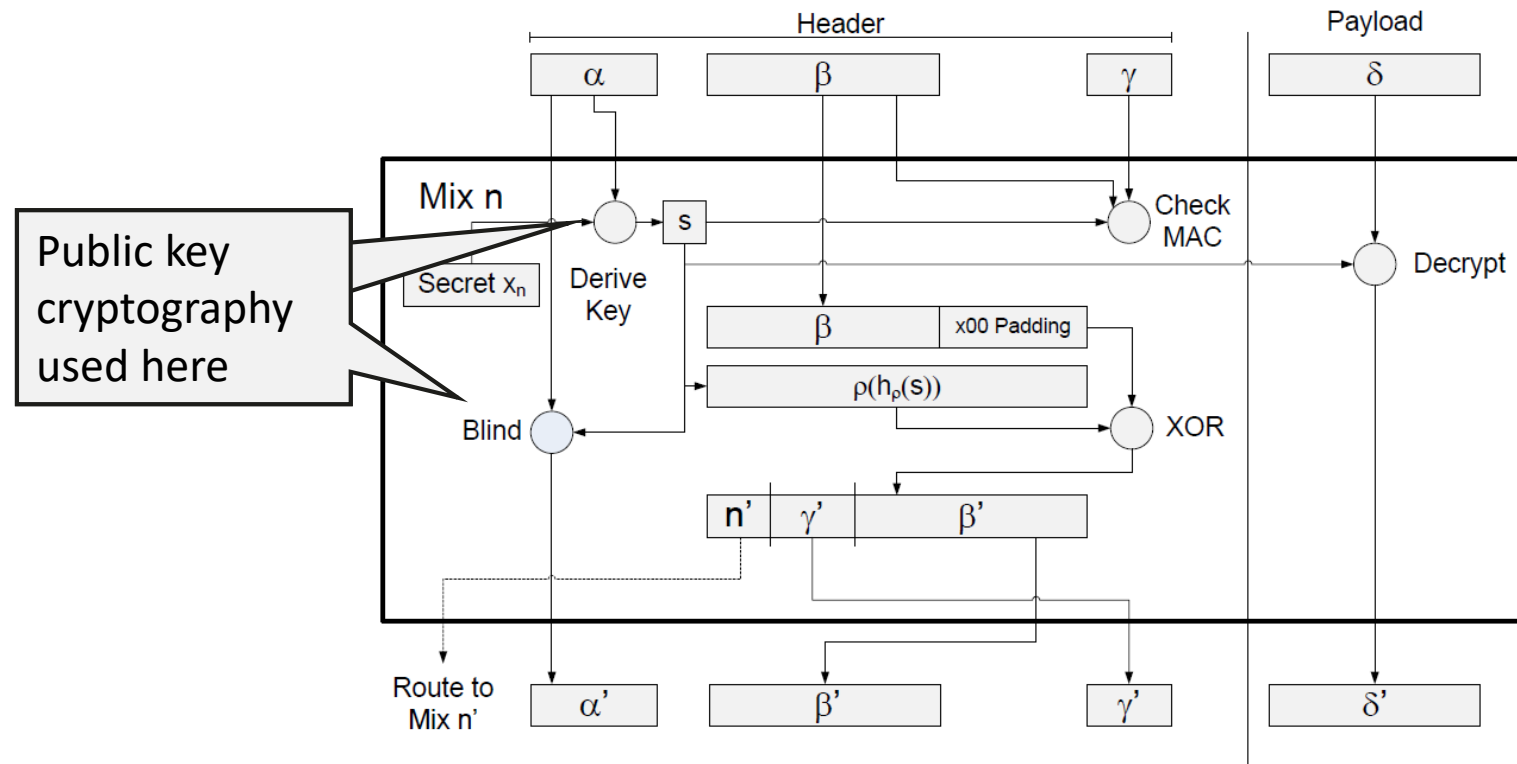 Header
Payload
α
β
γ
δ
Mix n
s
Check
MAC
Public key
cryptography
used here
Secret xₙ
Derive
Key
Decrypt
β
x00 Padding
ρ(hρ(s))
Blind
XOR
n’
γ’
β’
Route to
Mix n’
α’
β’
γ’
δ’